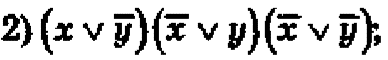 2) (x ∨ y̅)(x̅ ∨ y)(x̅ ∨ y̅);